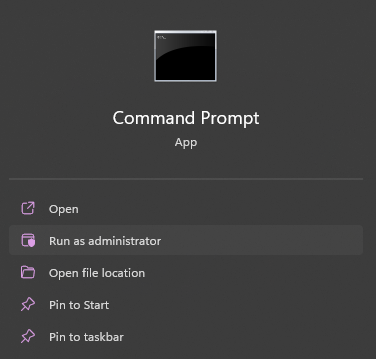 Command Prompt
App
Open
Run as administrator
Open file location
Pin to Start
Pin to taskbar